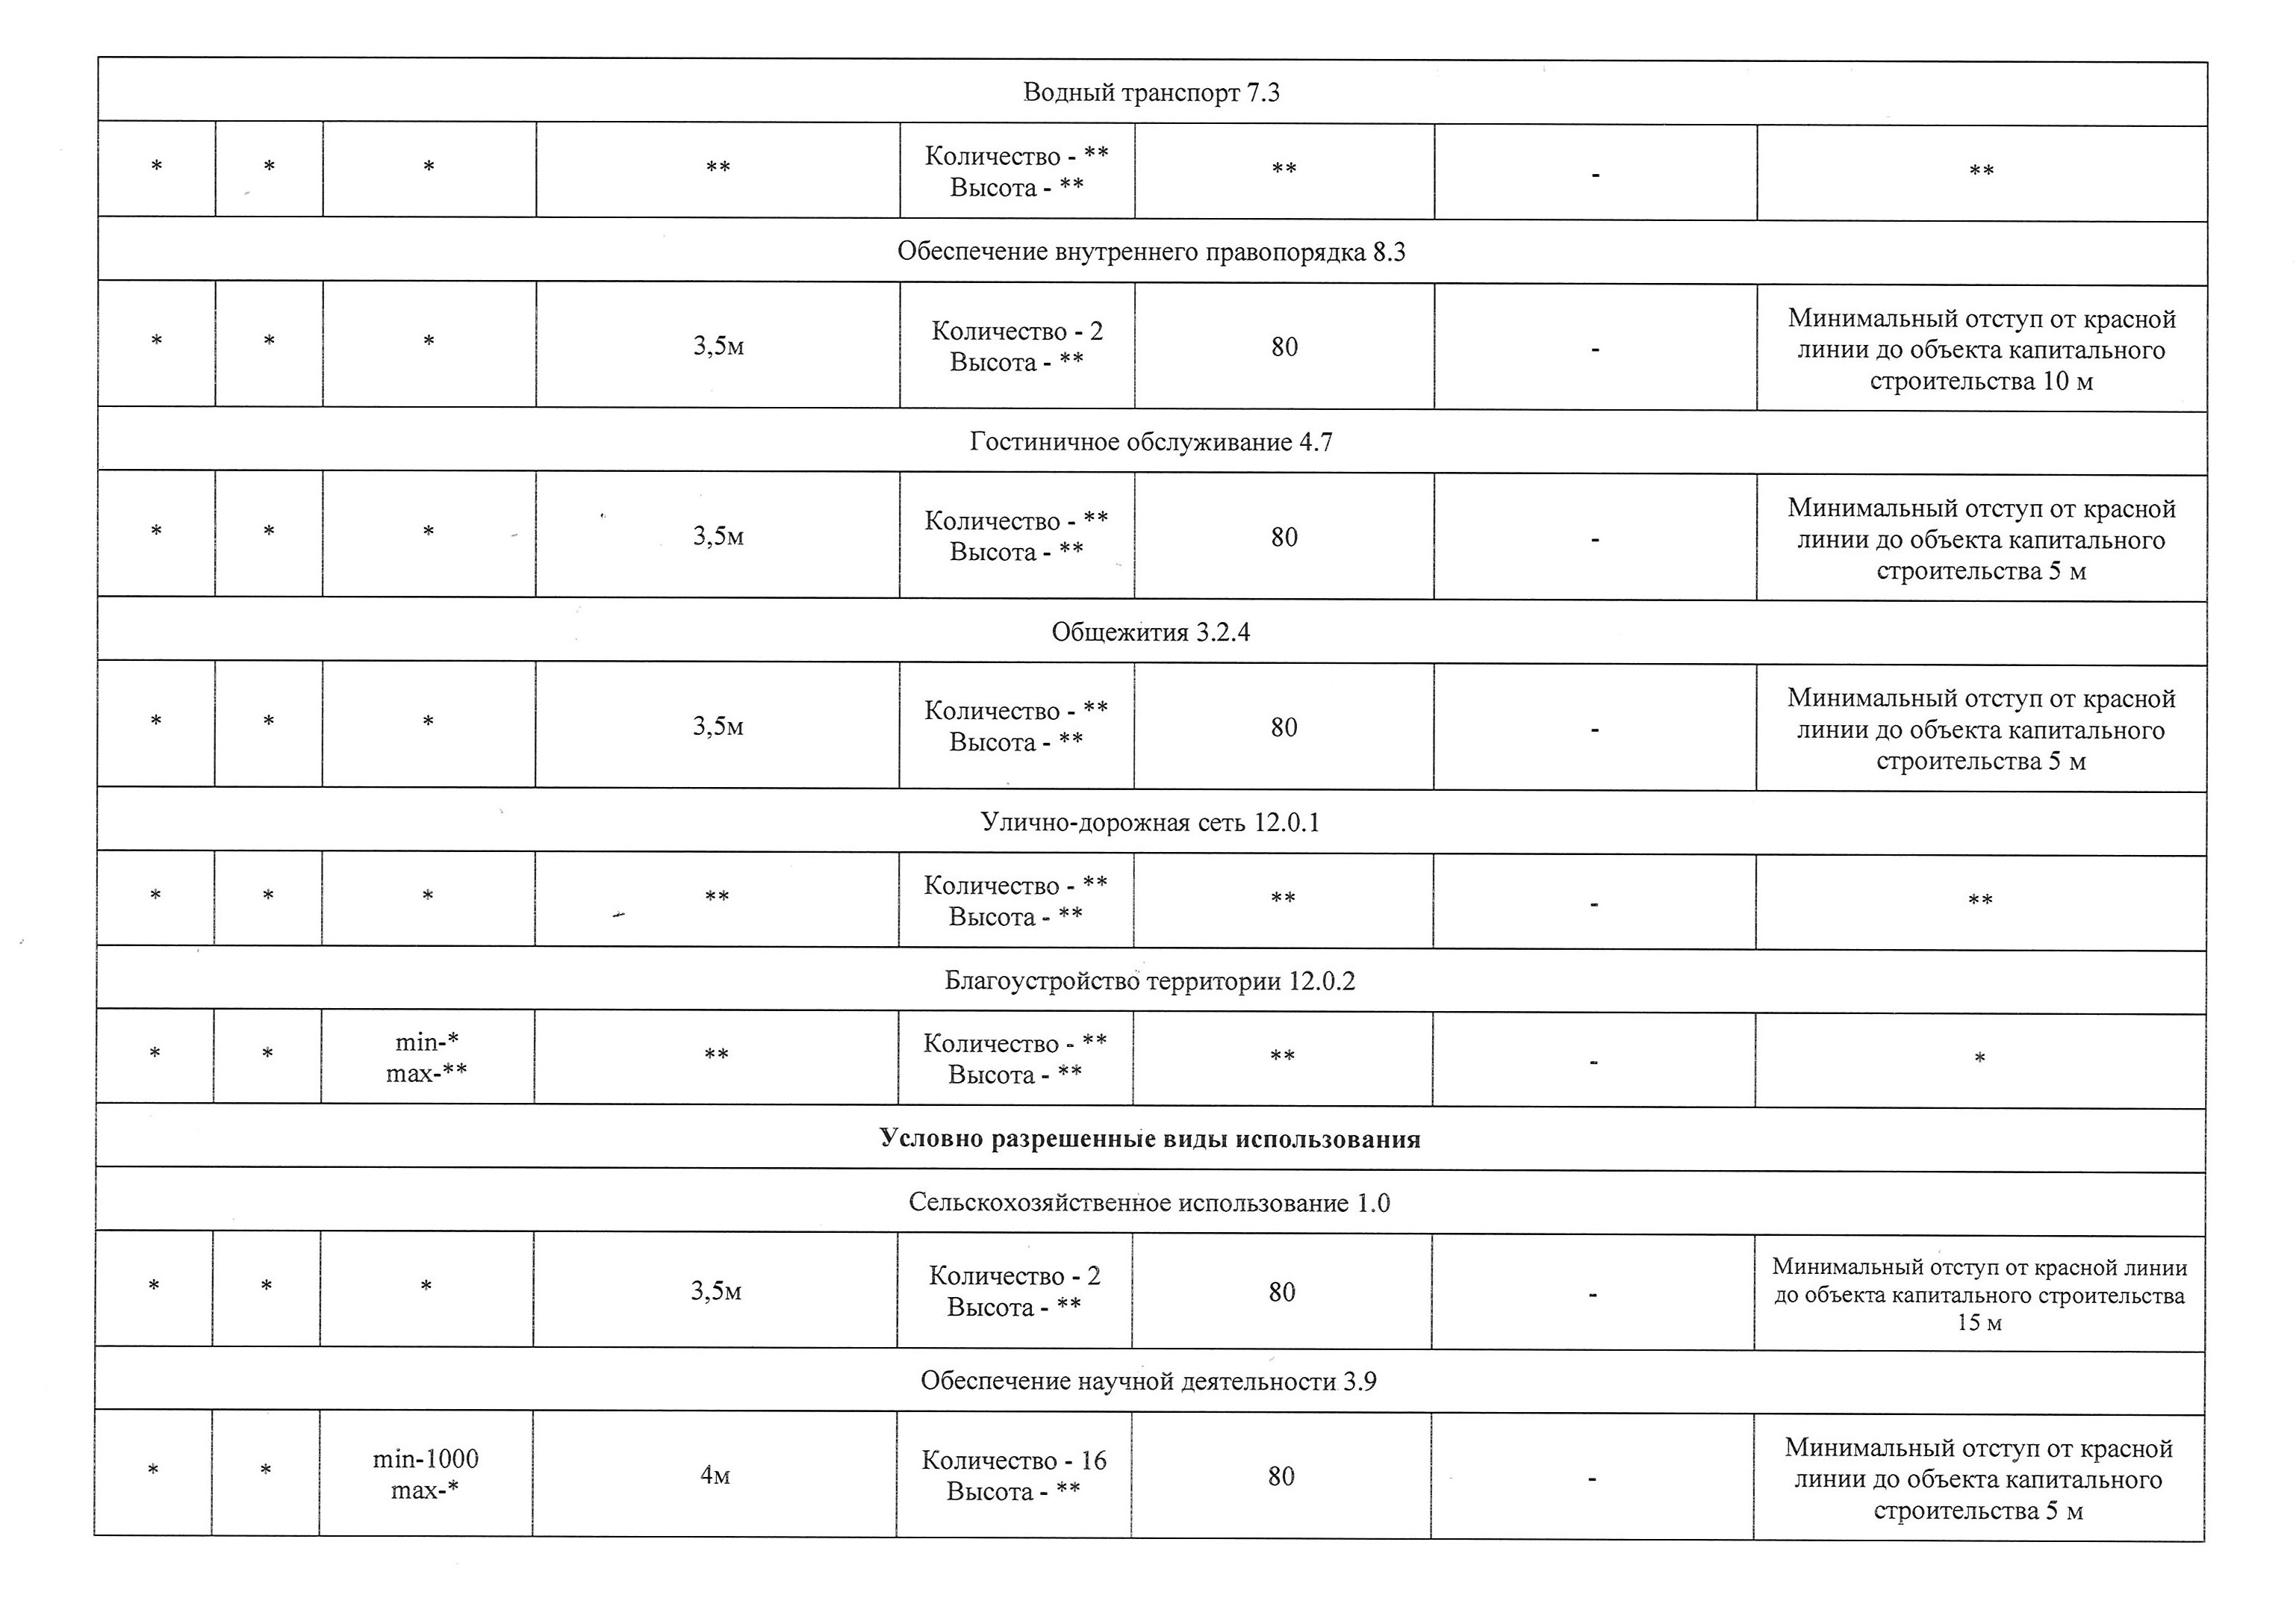 Водный транспорт 7.3
* * * ** Количество - ** ** - **
Высота - **
Обеспечение внутреннего правопорядка 8.3
* * * 3,5м Количество - 2 80 - Минимальный отступ от красной
Высота - ** линии до объекта капитального
строительства 10 м
Гостиничное обслуживание 4.7
* * * 3,5м Количество - ** 80 - Минимальный отступ от красной
Высота - ** линии до объекта капитального
строительства 5 м
Общежития 3.2.4
* * * 3,5м Количество - ** 80 - Минимальный отступ от красной
Высота - ** линии до объекта капитального
строительства 5 м
Улично-дорожная сеть 12.0.1
* * * ** Количество - ** ** - **
Высота - **
Благоустройство территории 12.0.2
* * min-* ** Количество - ** ** - *
max-** Высота - **
Условно разрешенные виды использования
Сельскохозяйственное использование 1.0
* * * 3,5м Количество - 2 80 - Минимальный отступ от красной линии
Высота - ** до объекта капитального строительства
15 м
Обеспечение научной деятельности 3.9
* * min-1000 4м Количество - 16 80 - Минимальный отступ от красной
max-* Высота - ** линии до объекта капитального
строительства 5 м